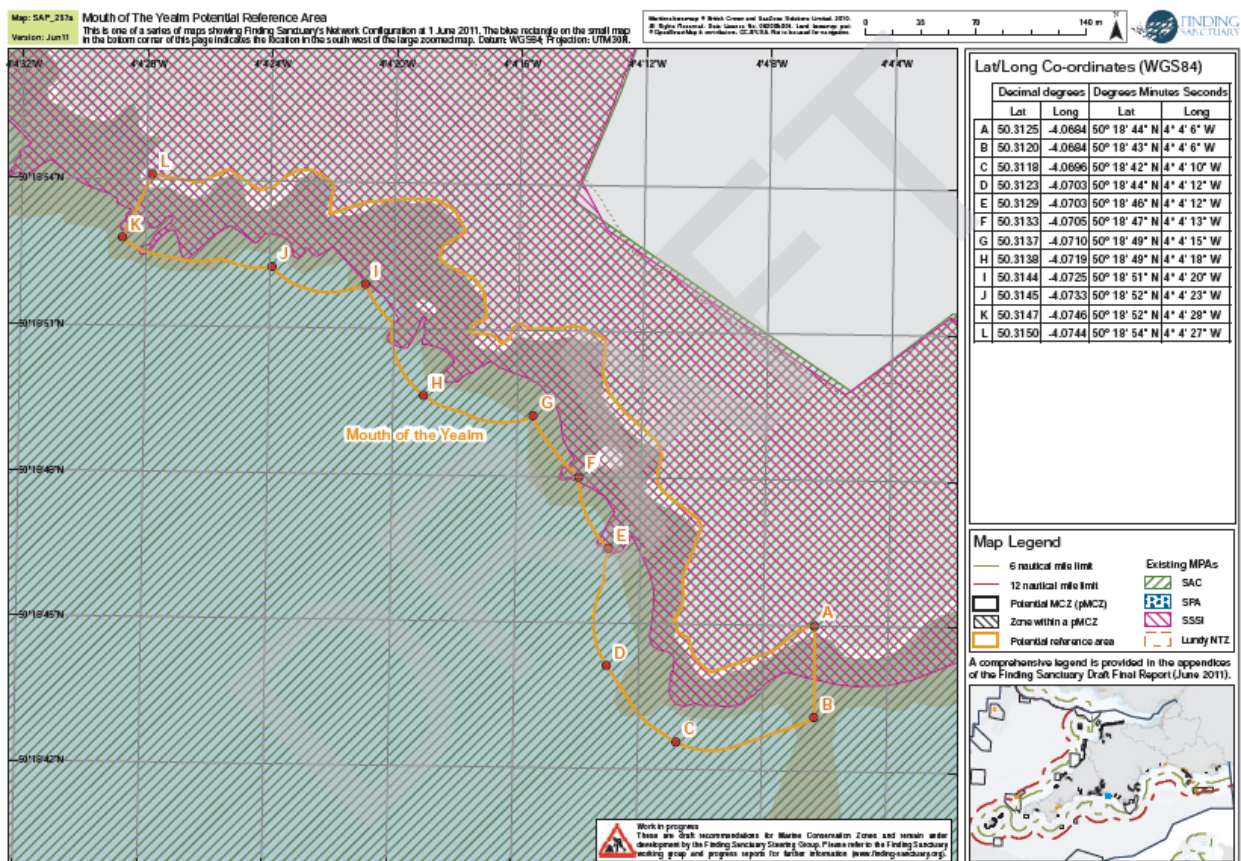 Map: SAP_257a
Version: Jun11
Mouth of The Yealm Potential Reference Area
This is one of a series of maps showing Finding Sanctuary's Network Configuration at 1 June 2011. The blue rectangle on the small map
in the bottom corner of this page indicates the location in the south west of the large zoomed map. Datum: WGS84; Projection: UTM30N.
0 35 70 140 m
N
FINDING
SANCTUARY
4°4'32"W 4°4'28"W 4°4'24"W 4°4'20"W 4°4'16"W 4°4'12"W 4°4'8"W 4°4'4"W
50°18'54"N
50°18'51"N
50°18'48"N
50°18'45"N
50°18'42"N
L
K
J
I
H
G
Mouth of the Yealm
F
E
A
D
B
C
Lat/Long Co-ordinates (WGS84)
Decimal degrees Degrees Minutes Seconds
Lat Long Lat Long
A 50.3125 -4.0684 50° 18' 44" N 4° 4' 6" W
B 50.3120 -4.0684 50° 18' 43" N 4° 4' 6" W
C 50.3118 -4.0696 50° 18' 42" N 4° 4' 10" W
D 50.3123 -4.0703 50° 18' 44" N 4° 4' 12" W
E 50.3129 -4.0703 50° 18' 46" N 4° 4' 12" W
F 50.3133 -4.0705 50° 18' 47" N 4° 4' 13" W
G 50.3137 -4.0710 50° 18' 49" N 4° 4' 15" W
H 50.3138 -4.0719 50° 18' 49" N 4° 4' 18" W
I 50.3144 -4.0725 50° 18' 51" N 4° 4' 20" W
J 50.3145 -4.0733 50° 18' 52" N 4° 4' 23" W
K 50.3147 -4.0746 50° 18' 52" N 4° 4' 28" W
L 50.3150 -4.0744 50° 18' 54" N 4° 4' 27" W
Map Legend
6 nautical mile limit
12 nautical mile limit
Potential MCZ (pMCZ)
Zone within a pMCZ
Potential reference area
Existing MPAs
SAC
SPA
SSSI
Lundy NTZ
A comprehensive legend is provided in the appendices
of the Finding Sanctuary Draft Final Report (June 2011).
Work in progress
These are draft recommendations for Marine Conservation Zones and remain under
development by the Finding Sanctuary Steering Group. Please refer to the Finding Sanctuary
working group and progress reports for further information (www.finding-sanctuary.org).